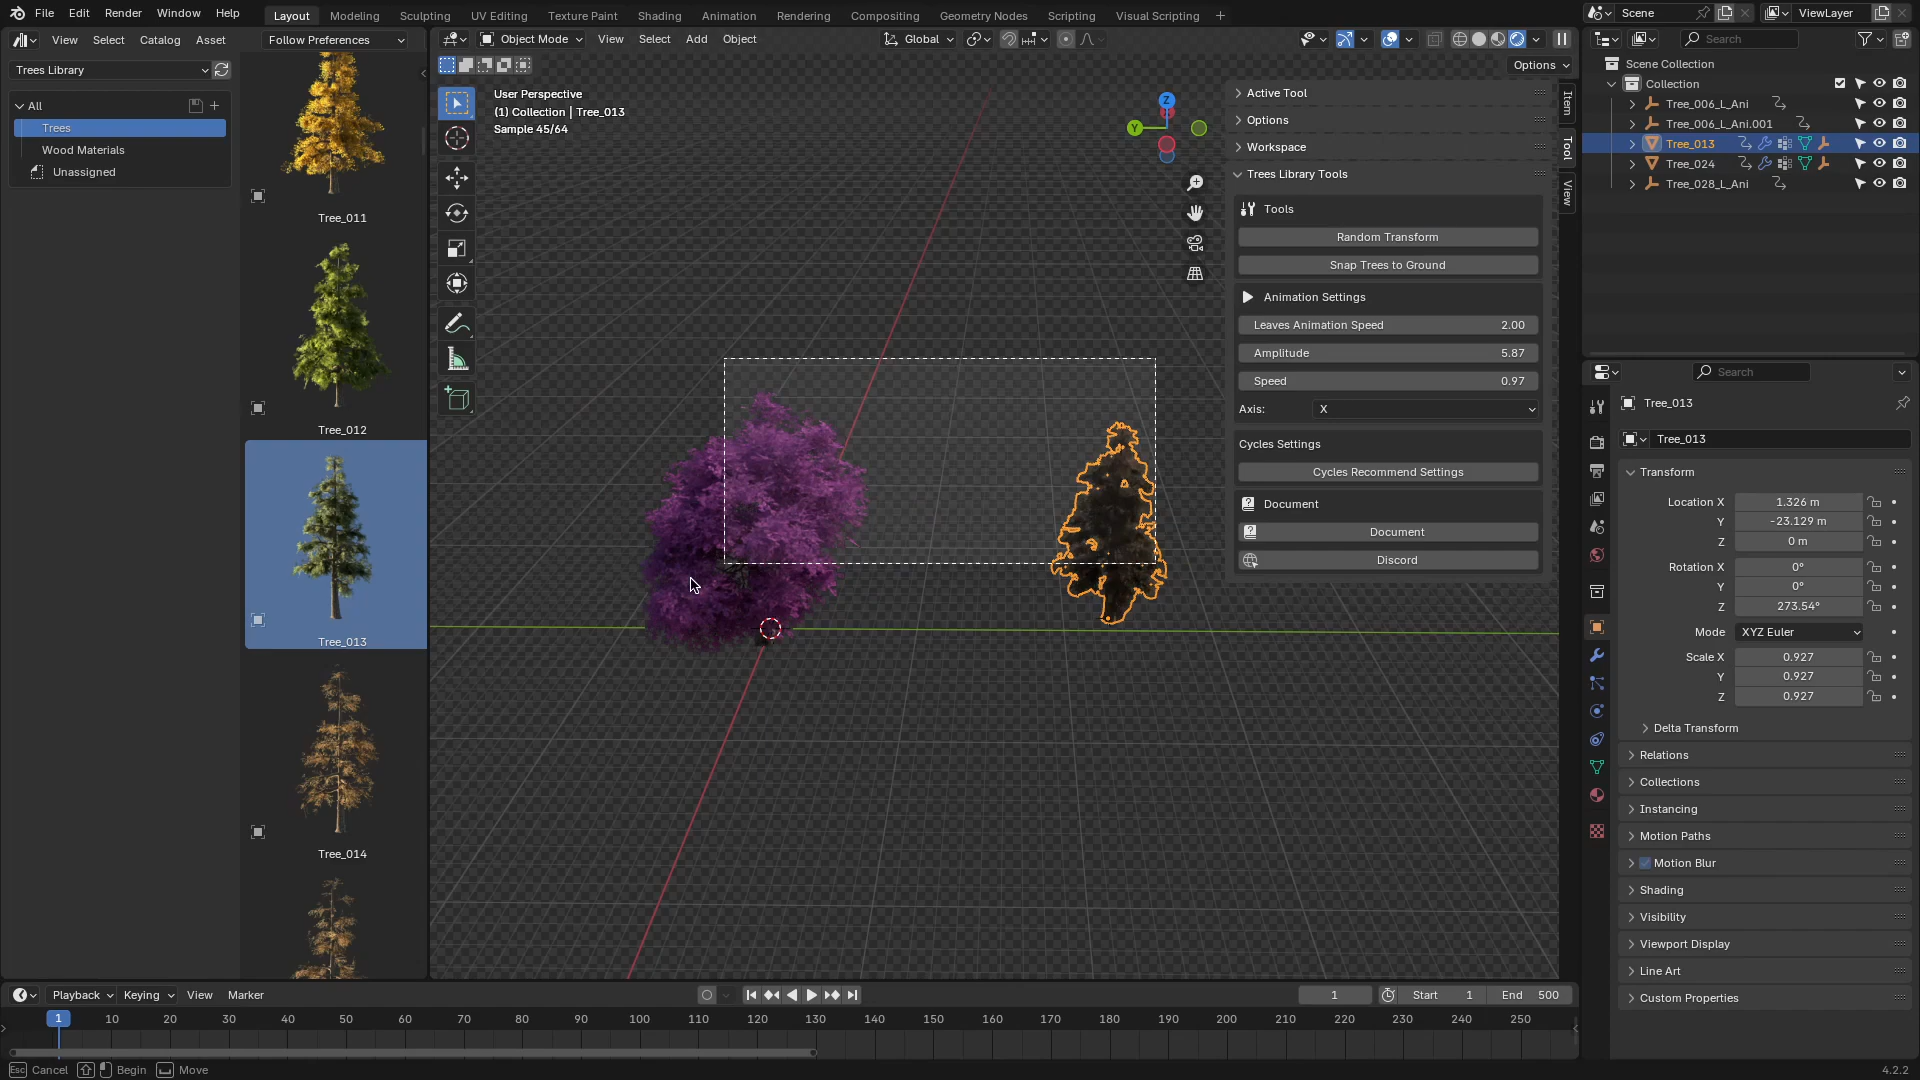 File Edit Render Window Help Layout Modeling Sculpting UV Editing Texture Paint Shading Animation Rendering Compositing Geometry Nodes Scripting Visual Scripting + Scene ViewLayer
View Select Catalog Asset Follow Preferences Object Mode View Select Add Object Global Search
Trees Library
Options
All
Trees
Wood Materials
Unassigned
Tree_011
Tree_012
Tree_013
Tree_014
User Perspective
(1) Collection | Tree_013
Sample 45/64
Z
Y
Active Tool
Options
Workspace
Trees Library Tools
Tools
Random Transform
Snap Trees to Ground
Animation Settings
Leaves Animation Speed 2.00
Amplitude 5.87
Speed 0.97
Axis: X
Cycles Settings
Cycles Recommend Settings
Document
Document
Discord
Item
Tool
View
Scene Collection
Collection
Tree_006_L_Ani
Tree_006_L_Ani.001
Tree_013
Tree_024
Tree_028_L_Ani
Search
Tree_013
Tree_013
Transform
Location X 1.326 m
Y -23.129 m
Z 0 m
Rotation X 0°
Y 0°
Z 273.54°
Mode XYZ Euler
Scale X 0.927
Y 0.927
Z 0.927
Delta Transform
Relations
Collections
Instancing
Motion Paths
Motion Blur
Shading
Visibility
Viewport Display
Line Art
Custom Properties
Playback Keying View Marker 1 Start 1 End 500
1 10 20 30 40 50 60 70 80 90 100 110 120 130 140 150 160 170 180 190 200 210 220 230 240 250
Esc Cancel Begin Move 4.2.2